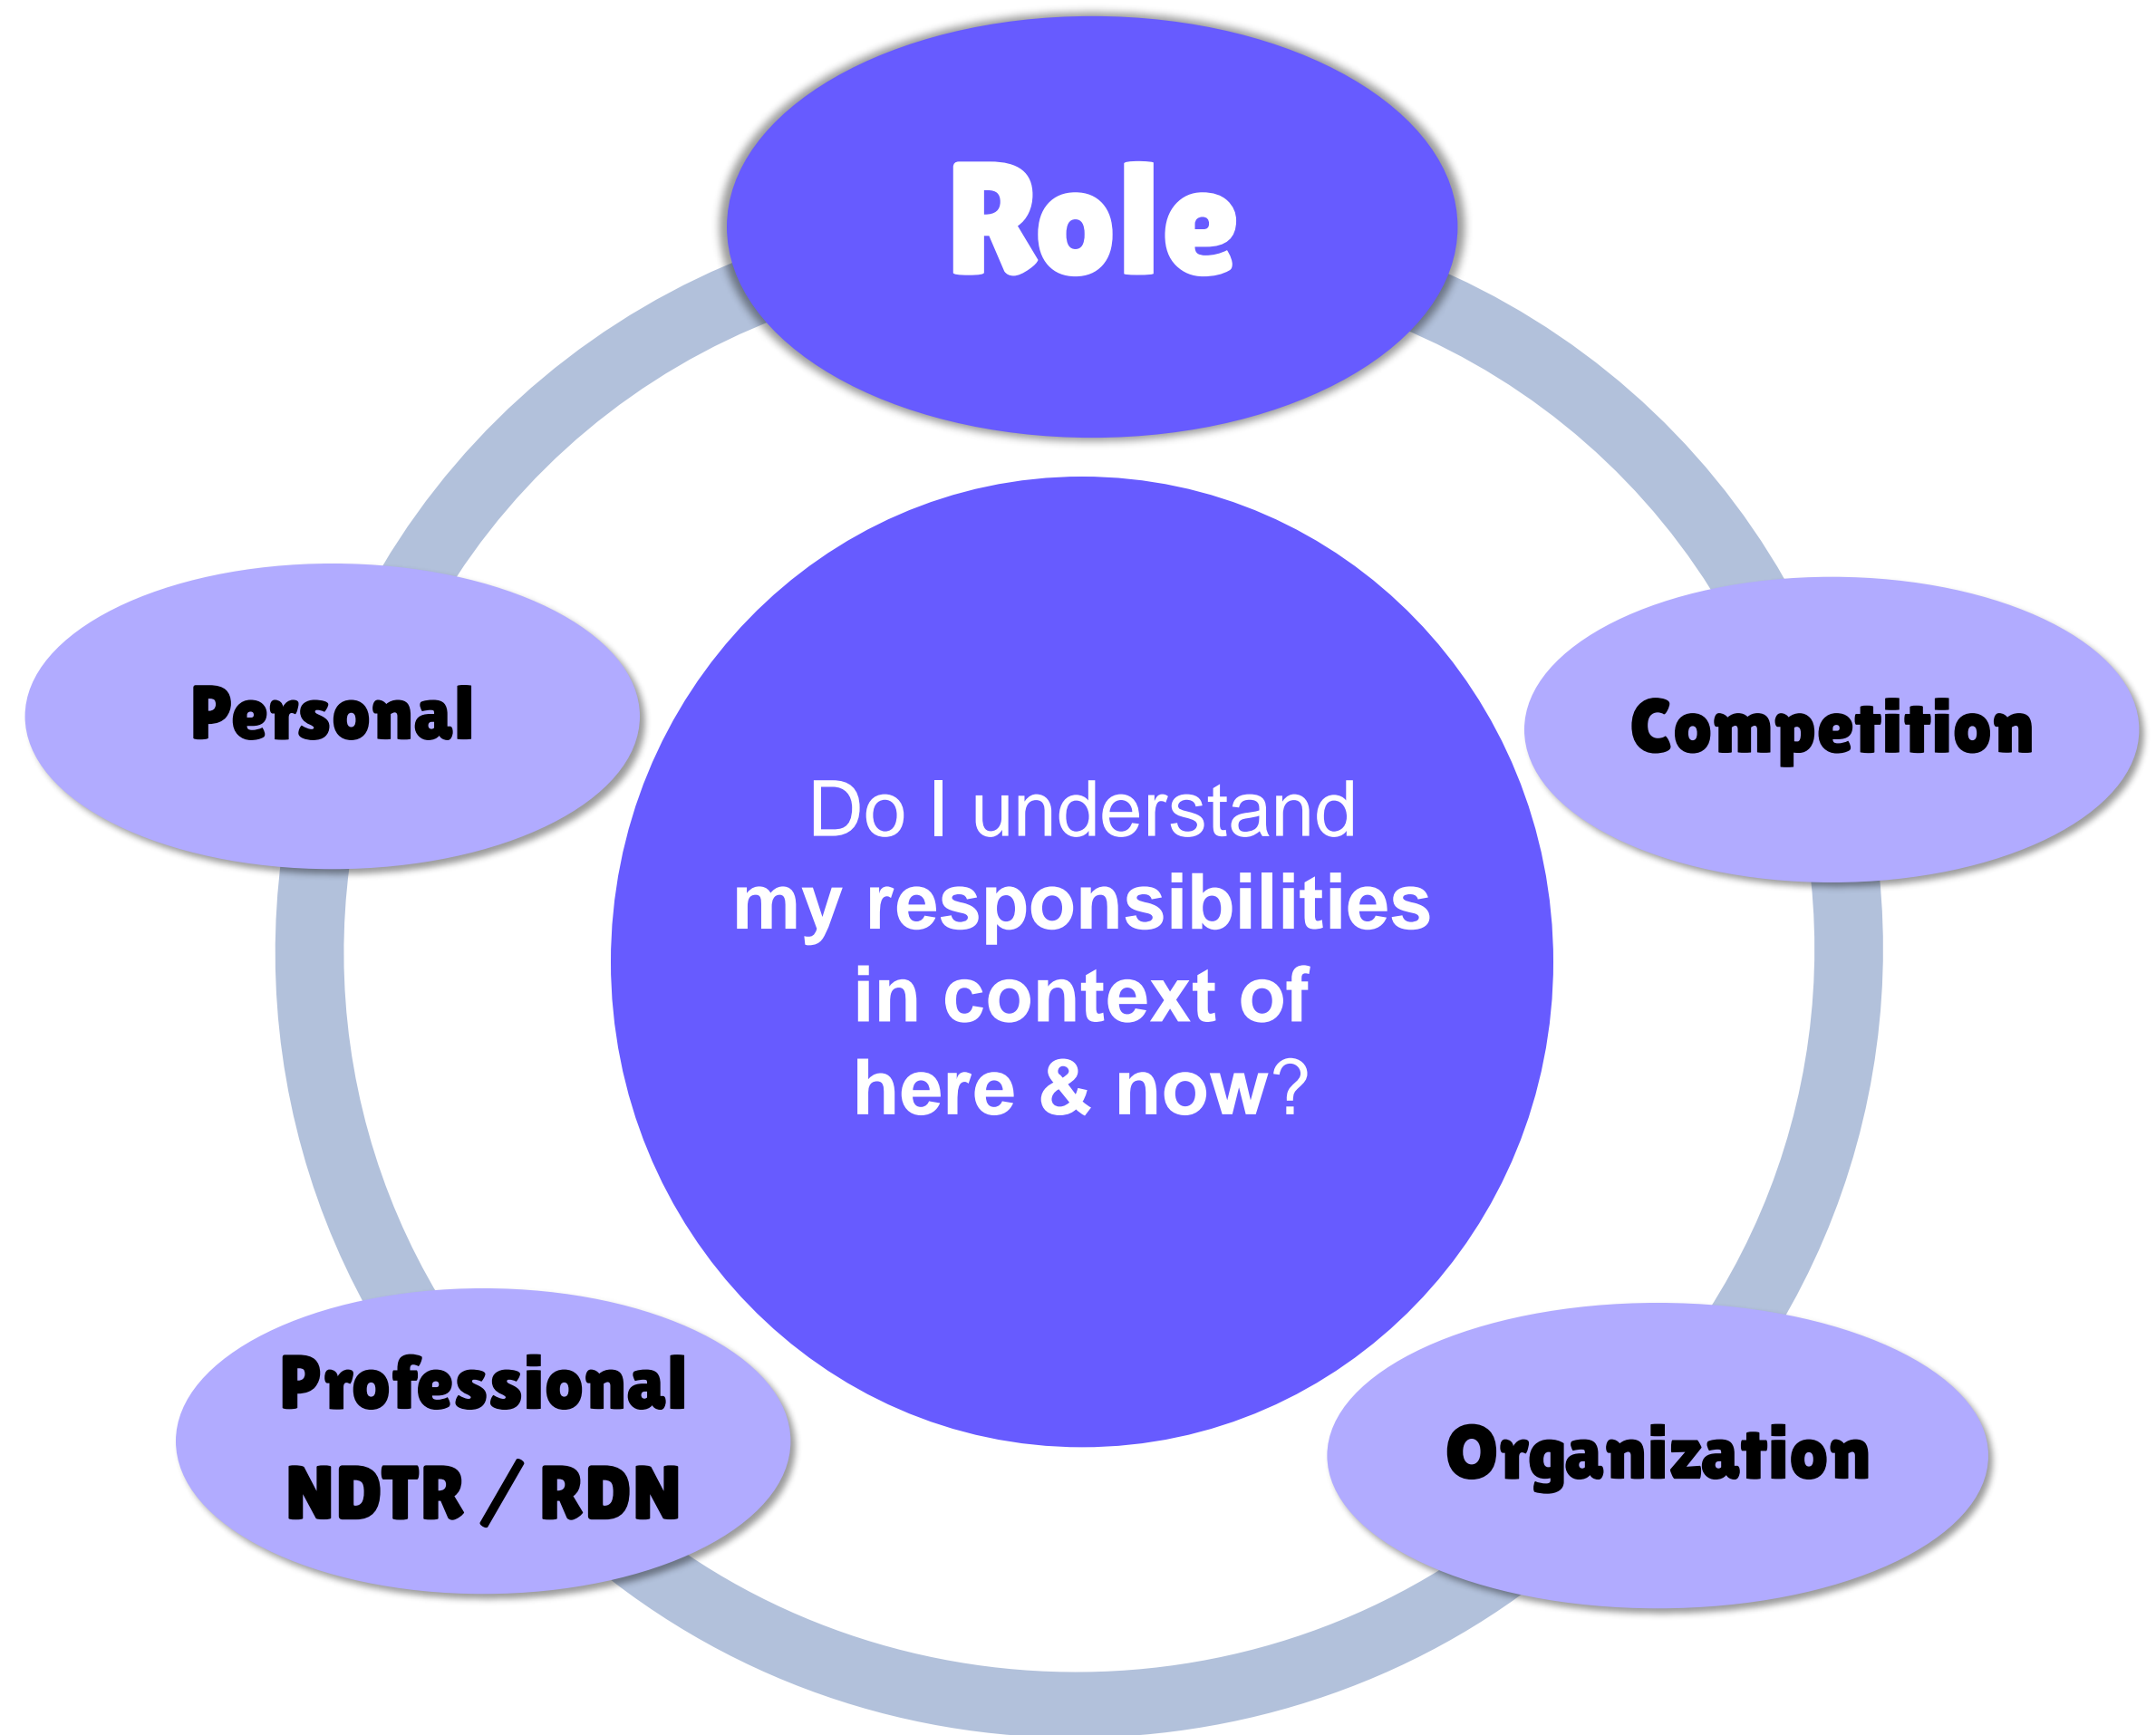 Role
Personal
Competition
Do I understand
my responsibilities
in context of
here & now?
Professional
NDTR / RDN
Organization